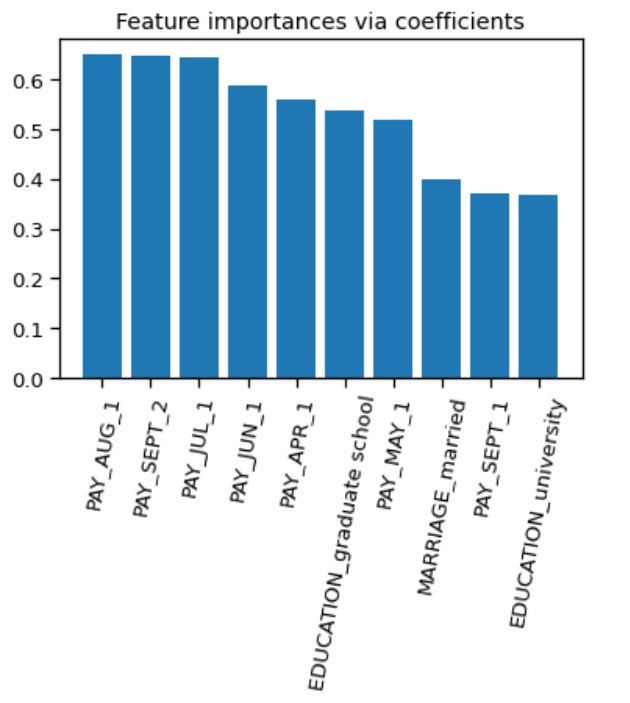 Feature importances via coefficients
0.6
0.5
0.4
0.3
0.2
0.1
0.0
PAY_AUG_1
PAY_SEPT_2
PAY_JUL_1
PAY_JUN_1
PAY_APR_1
EDUCATION_graduate school
PAY_MAY_1
MARRIAGE_married
PAY_SEPT_1
EDUCATION_university